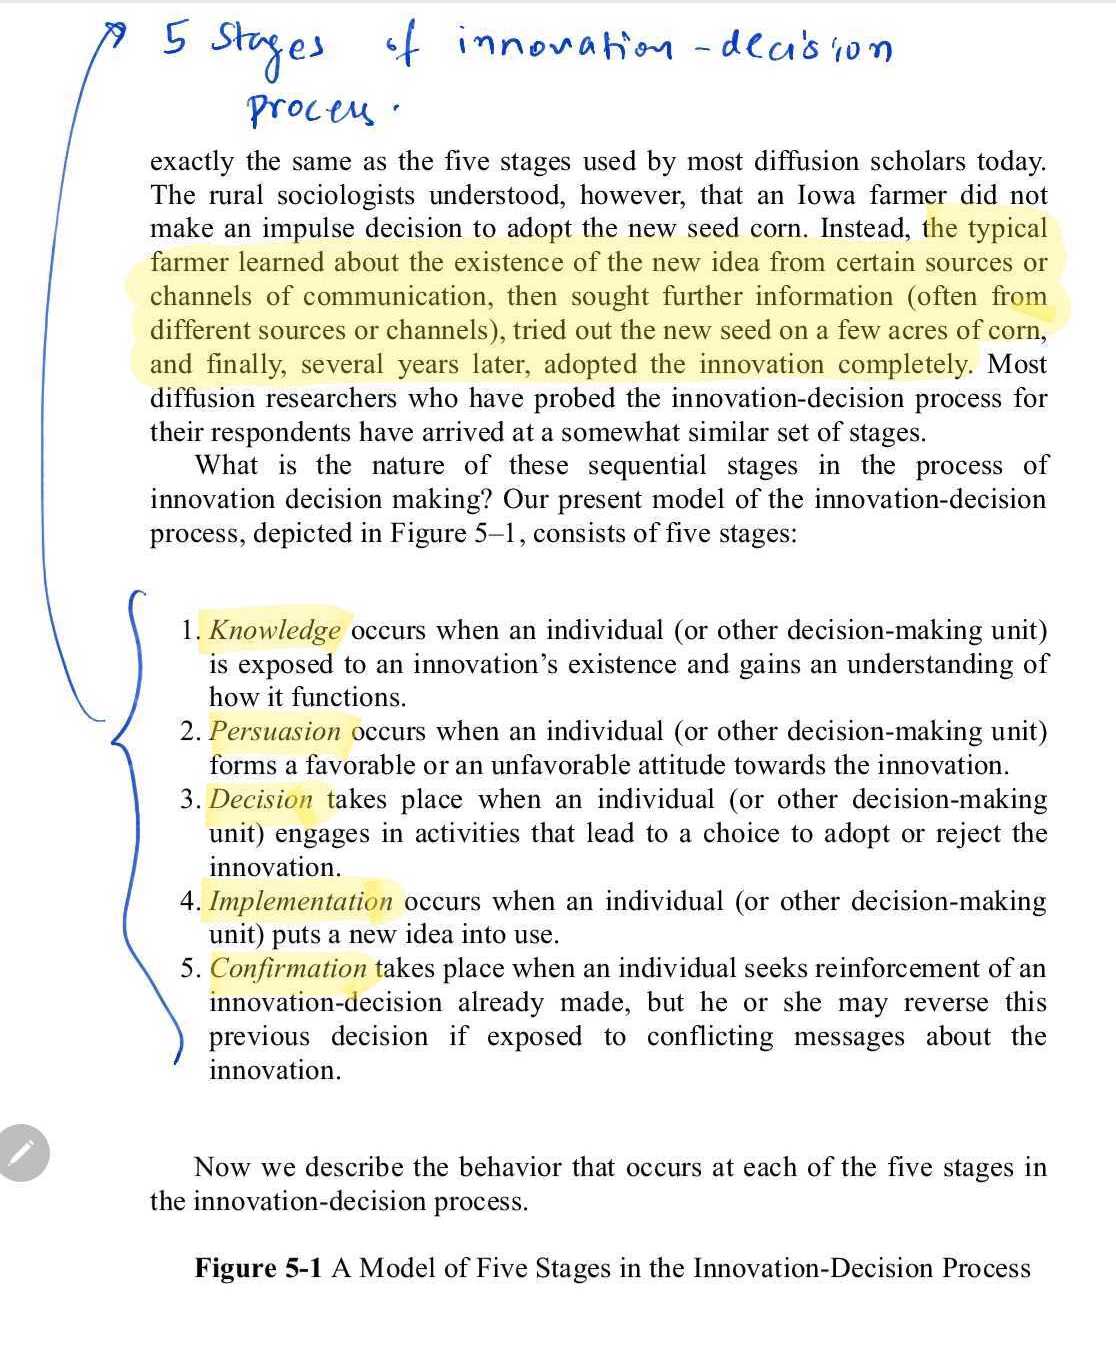 5 Stages of innovation-decision
process.
exactly the same as the five stages used by most diffusion scholars today.
The rural sociologists understood, however, that an Iowa farmer did not
make an impulse decision to adopt the new seed corn. Instead, the typical
farmer learned about the existence of the new idea from certain sources or
channels of communication, then sought further information (often from
different sources or channels), tried out the new seed on a few acres of corn,
and finally, several years later, adopted the innovation completely. Most
diffusion researchers who have probed the innovation-decision process for
their respondents have arrived at a somewhat similar set of stages.
What is the nature of these sequential stages in the process of
innovation decision making? Our present model of the innovation-decision
process, depicted in Figure 5–1, consists of five stages:
1. Knowledge occurs when an individual (or other decision-making unit)
is exposed to an innovation’s existence and gains an understanding of
how it functions.
2. Persuasion occurs when an individual (or other decision-making unit)
forms a favorable or an unfavorable attitude towards the innovation.
3. Decision takes place when an individual (or other decision-making
unit) engages in activities that lead to a choice to adopt or reject the
innovation.
4. Implementation occurs when an individual (or other decision-making
unit) puts a new idea into use.
5. Confirmation takes place when an individual seeks reinforcement of an
innovation-decision already made, but he or she may reverse this
previous decision if exposed to conflicting messages about the
innovation.
Now we describe the behavior that occurs at each of the five stages in
the innovation-decision process.
Figure 5-1 A Model of Five Stages in the Innovation-Decision Process